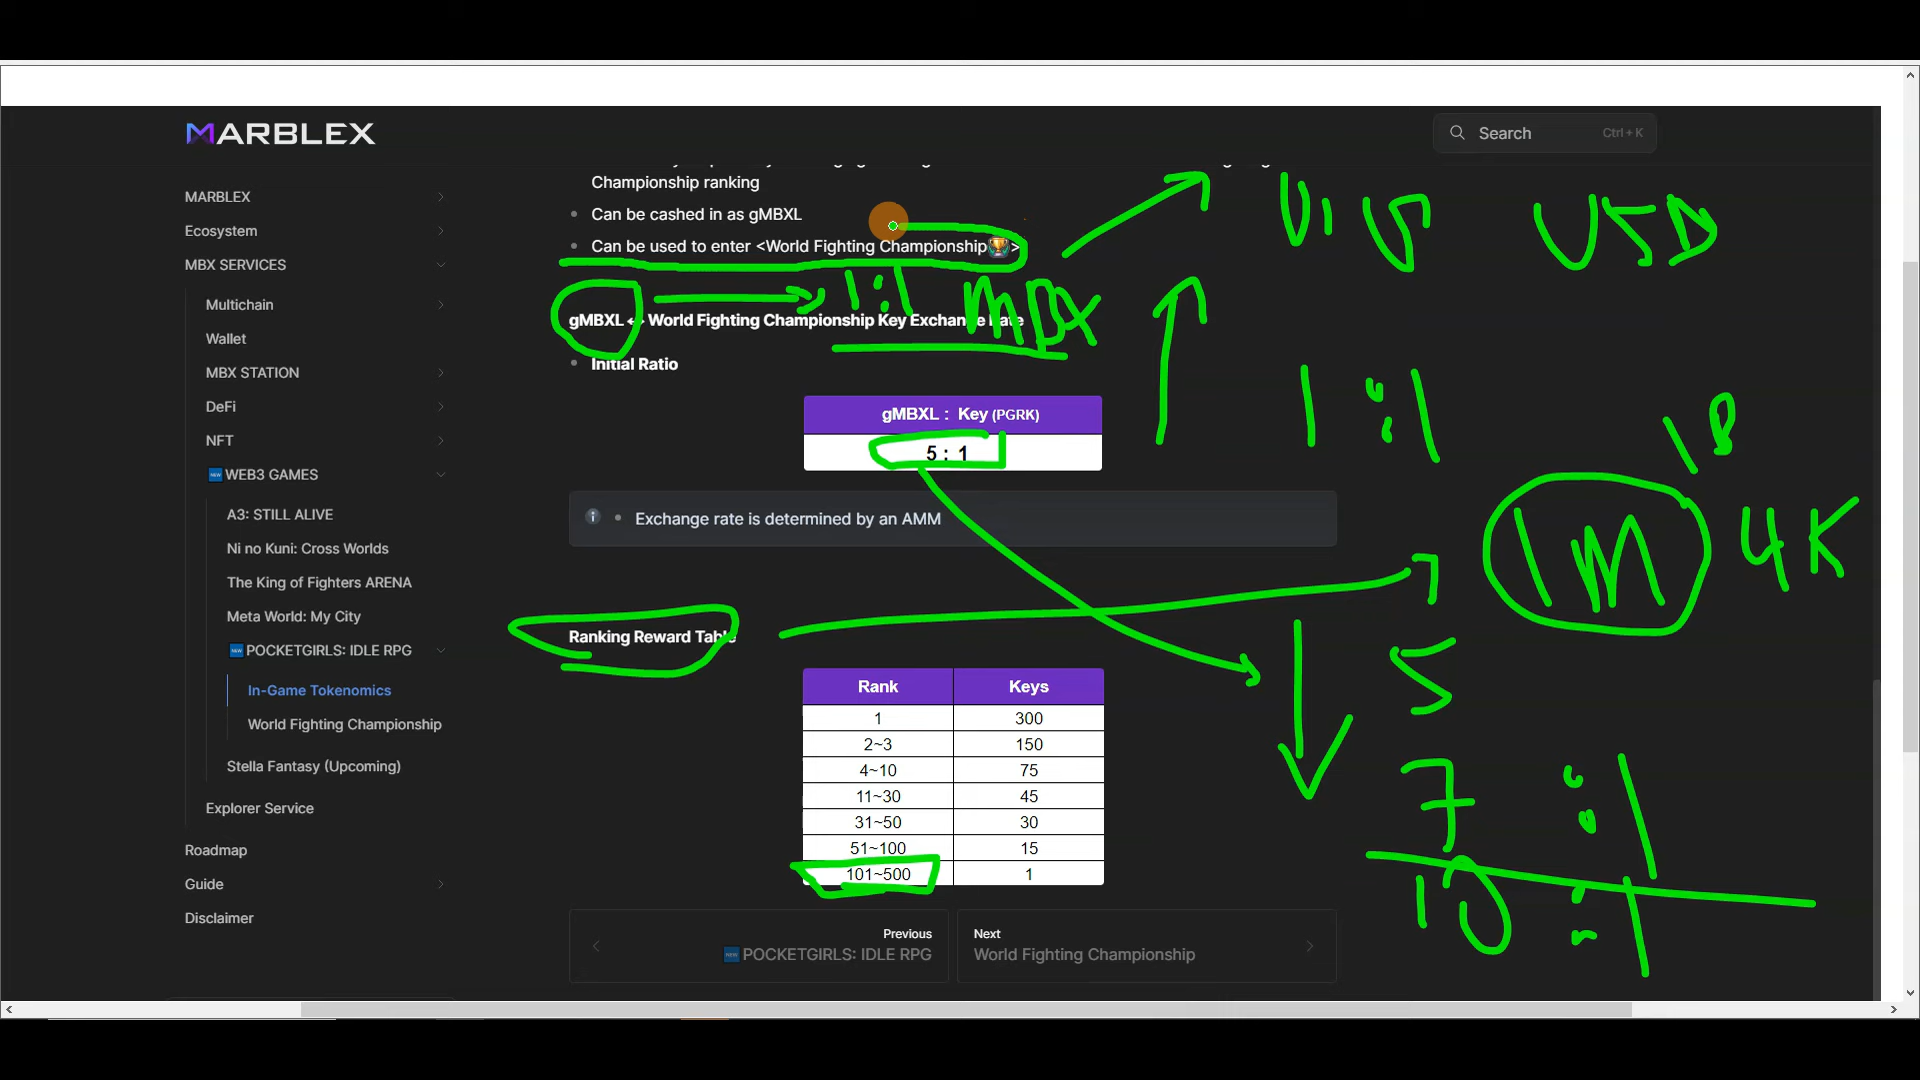 MARBLEX
Search
Ctrl + K
MARBLEX
Ecosystem
MBX SERVICES
Multichain
Wallet
MBX STATION
DeFi
NFT
WEB3 GAMES
A3: STILL ALIVE
Ni no Kuni: Cross Worlds
The King of Fighters ARENA
Meta World: My City
POCKETGIRLS: IDLE RPG
In-Game Tokenomics
World Fighting Championship
Stella Fantasy (Upcoming)
Explorer Service
Roadmap
Guide
Disclaimer
Championship ranking
Can be cashed in as gMBXL
Can be used to enter <World Fighting Championship🏆>
gMBXL ↔ World Fighting Championship Key Exchange Rate
Initial Ratio
gMBXL : Key (PGRK)
5 : 1
Exchange rate is determined by an AMM
Ranking Reward Table
Rank Keys
1 300
2~3 150
4~10 75
11~30 45
31~50 30
51~100 15
101~500 1
Previous
POCKETGIRLS: IDLE RPG
Next
World Fighting Championship
USD
1:1 MBX
1:1
1B
1M 4K
5
7 :1
10 :1